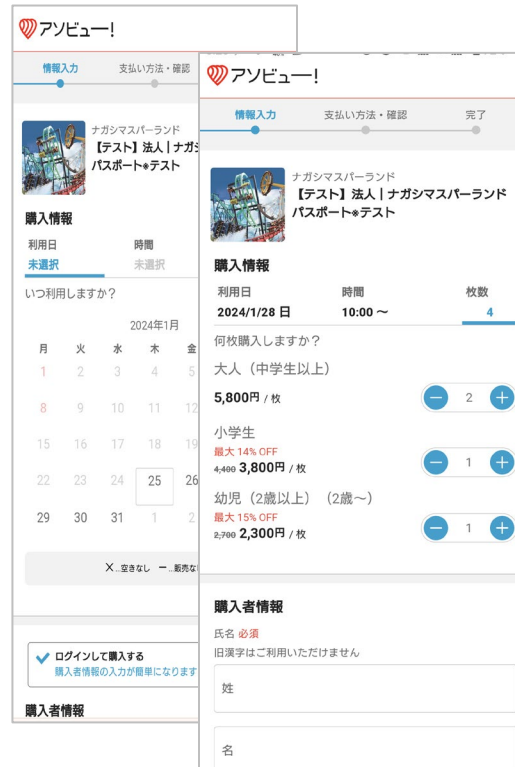 アソビュー!
情報入力
支払い方法・確認
ナガシマスパーランド
【テスト】法人 | ナガシ
パスポート※テスト
購入情報
利用日
時間
未選択
未選択
いつ利用しますか?
2024年1月
月 火 水 木 金
1 2 3 4 5
8 9 10 11 12
15 16 17 18 19
22 23 24 25 26
29 30 31 1 2
×…空きなし ー…販売な
ログインして購入する
購入者情報の入力が簡単になります
購入者情報
アソビュー!
情報入力
支払い方法・確認
完了
ナガシマスパーランド
【テスト】法人 | ナガシマスパーランド
パスポート※テスト
購入情報
利用日 時間 枚数
2024/1/28 日 10:00 〜 4
何枚購入しますか?
大人(中学生以上)
5,800円 / 枚 2
小学生
最大 14% OFF
4,400 3,800円 / 枚 1
幼児(2歳以上)(2歳〜)
最大 15% OFF
2,700 2,300円 / 枚 1
購入者情報
氏名 必須
旧漢字はご利用いただけません
姓
名